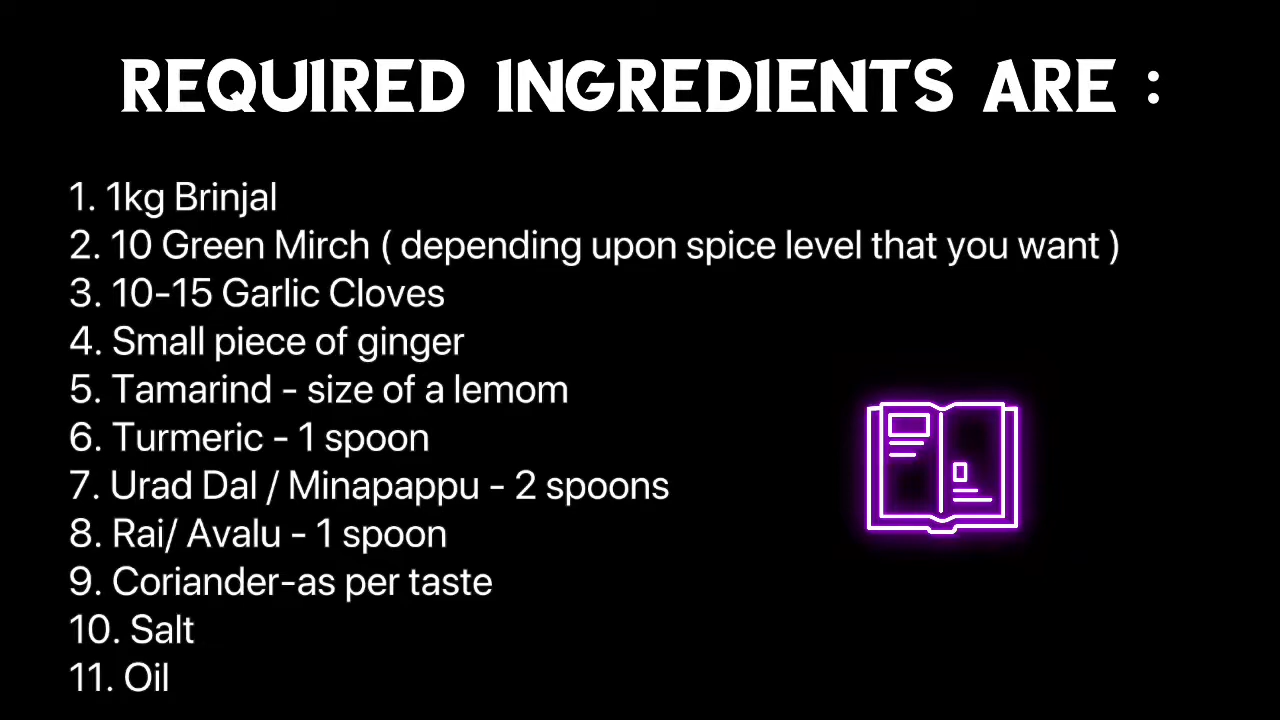 REQUIRED INGREDIENTS ARE :
1. 1kg Brinjal
2. 10 Green Mirch ( depending upon spice level that you want )
3. 10-15 Garlic Cloves
4. Small piece of ginger
5. Tamarind - size of a lemom
6. Turmeric - 1 spoon
7. Urad Dal / Minapappu - 2 spoons
8. Rai/ Avalu - 1 spoon
9. Coriander-as per taste
10. Salt
11. Oil